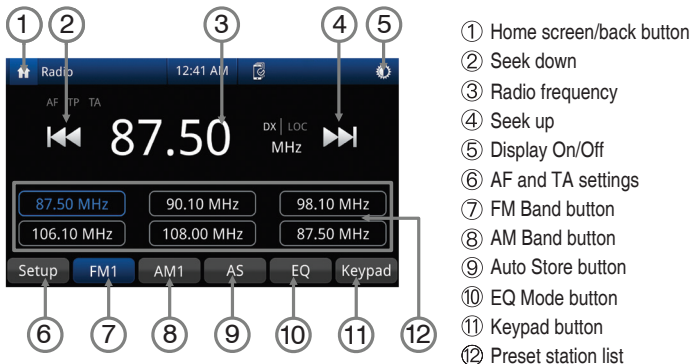 1 2 3 4 5
Radio 12:41 AM
AF TP TA
87.50 DX | LOC
MHz
87.50 MHz 90.10 MHz 98.10 MHz
106.10 MHz 108.00 MHz 87.50 MHz
Setup FM1 AM1 AS EQ Keypad
6 7 8 9 10 11 12
① Home screen/back button
② Seek down
③ Radio frequency
④ Seek up
⑤ Display On/Off
⑥ AF and TA settings
⑦ FM Band button
⑧ AM Band button
⑨ Auto Store button
⑩ EQ Mode button
⑪ Keypad button
⑫ Preset station list